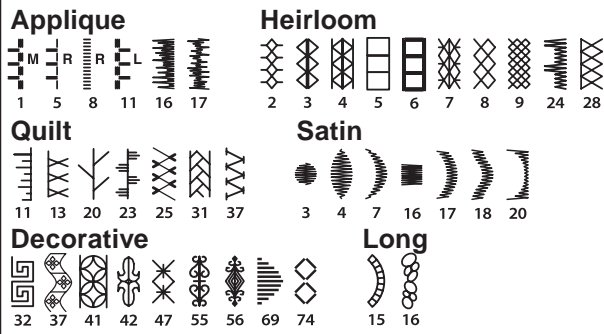 Applique Heirloom
M R R L
1 5 8 11 16 17 2 3 4 5 6 7 8 9 24 28
Quilt Satin
11 13 20 23 25 31 37 3 4 7 16 17 18 20
Decorative Long
32 37 41 42 47 55 56 69 74 15 16